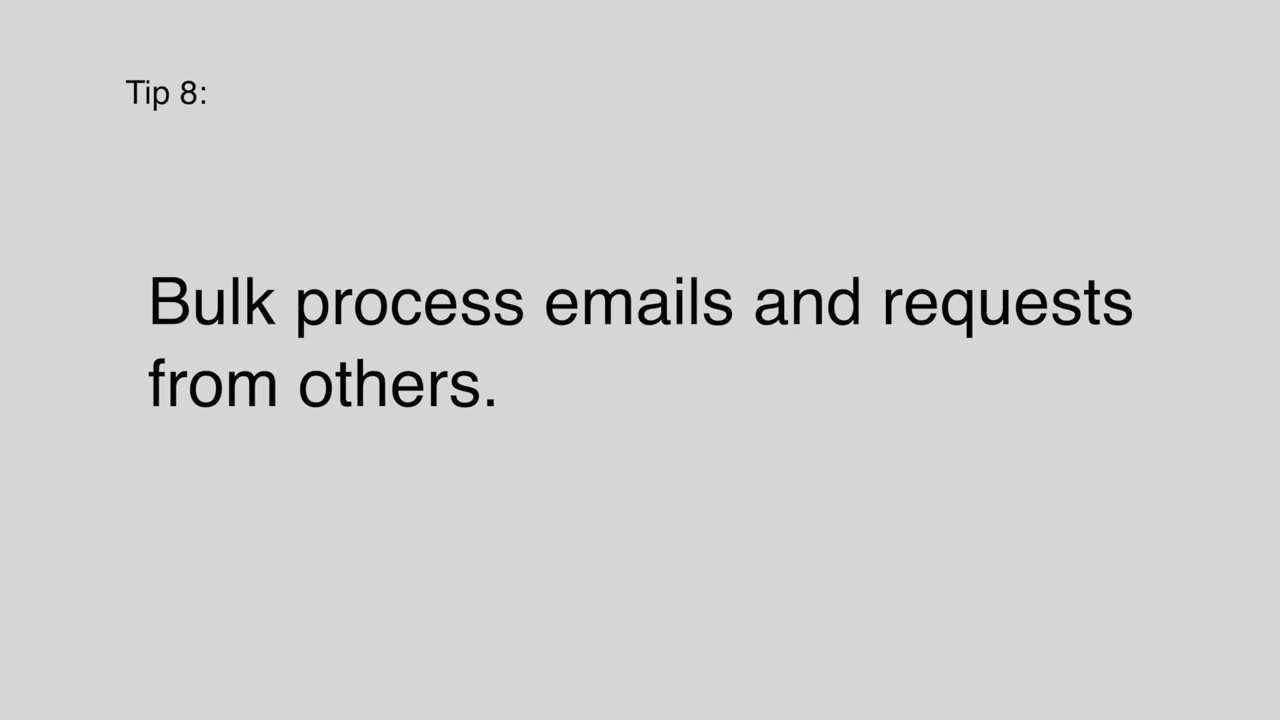 Tip 8:
Bulk process emails and requests
from others.